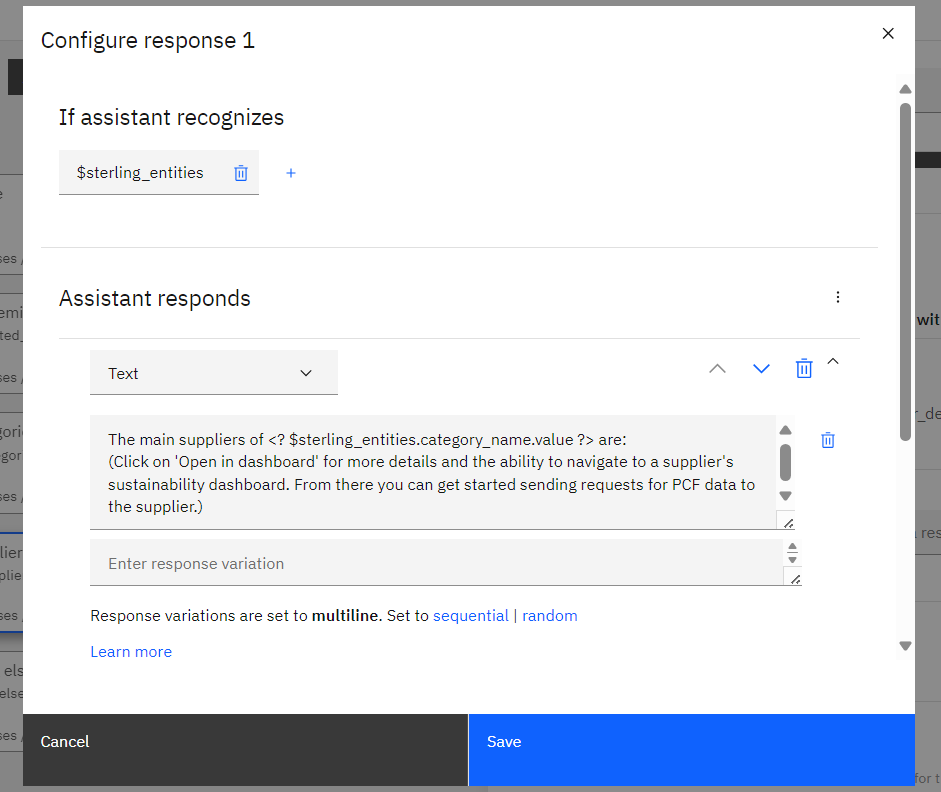 Configure response 1
If assistant recognizes
$sterling_entities
Assistant responds
Text
The main suppliers of <? $sterling_entities.category_name.value ?> are:
(Click on 'Open in dashboard' for more details and the ability to navigate to a supplier's
sustainability dashboard. From there you can get started sending requests for PCF data to
the supplier.)
Enter response variation
Response variations are set to multiline. Set to sequential | random
Learn more
Cancel
Save